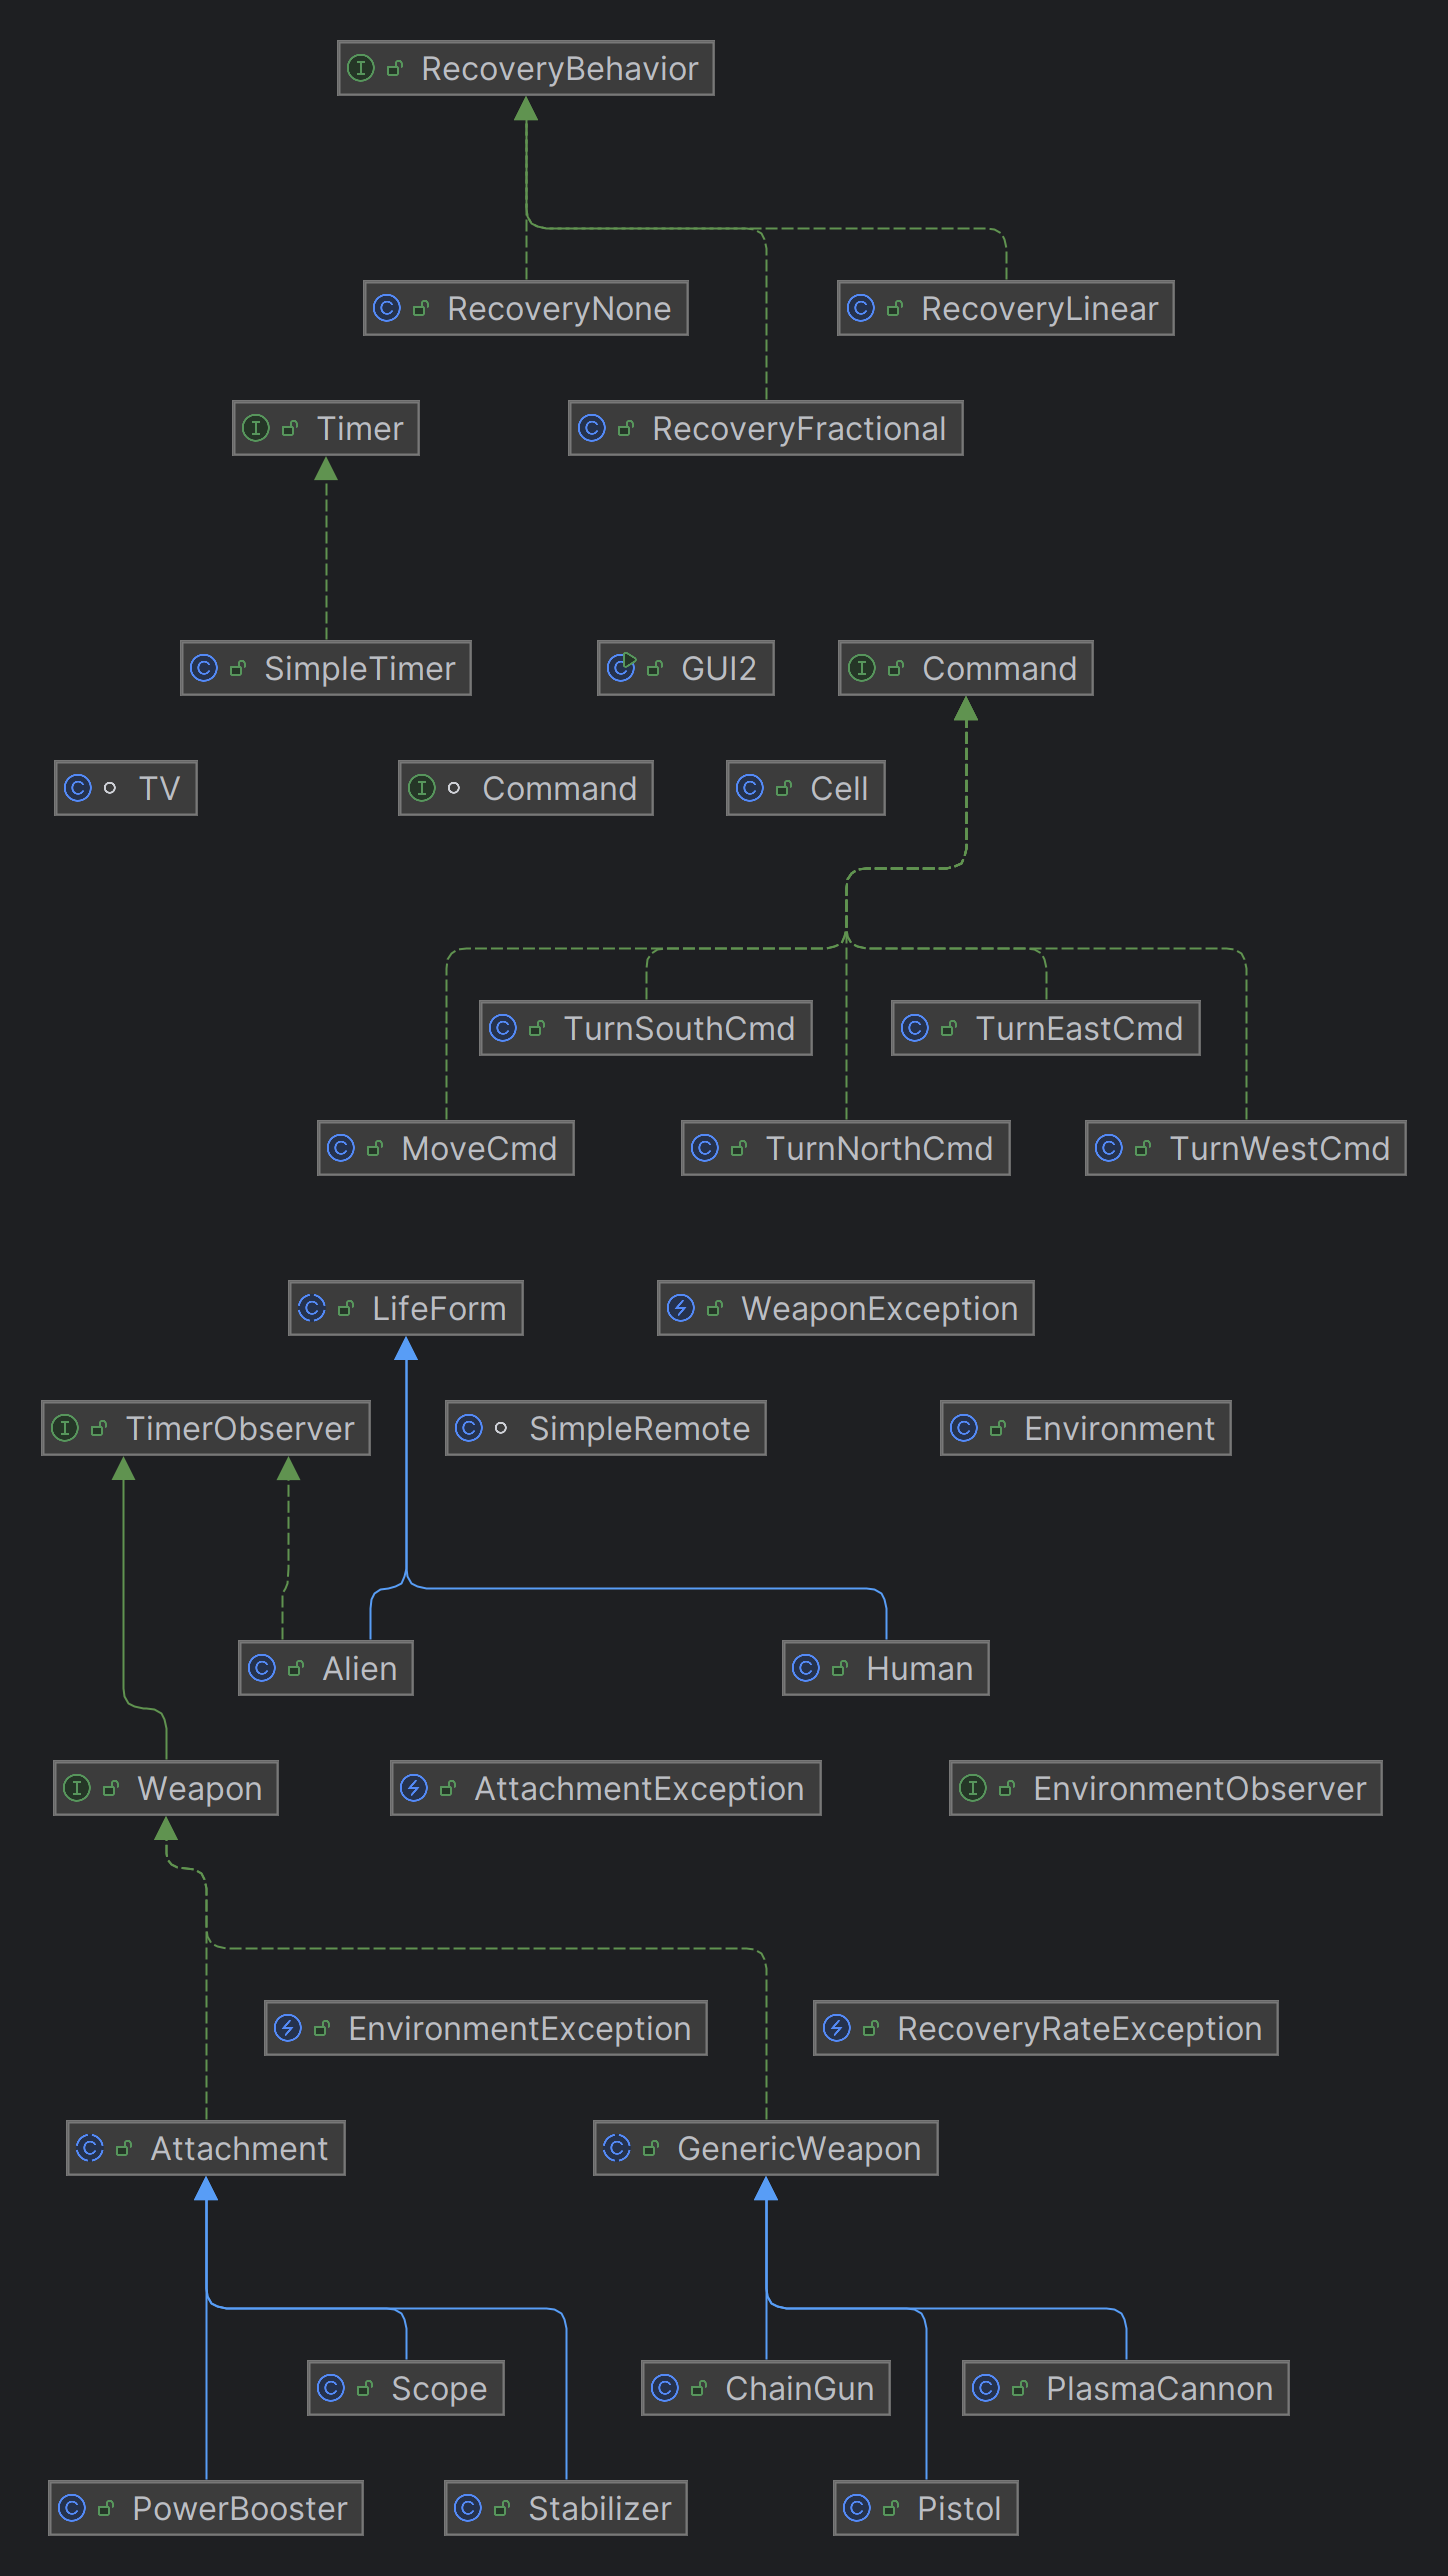 RecoveryBehavior
RecoveryNone
RecoveryLinear
Timer
RecoveryFractional
SimpleTimer
GUI2
Command
TV
Command
Cell
TurnSouthCmd
TurnEastCmd
MoveCmd
TurnNorthCmd
TurnWestCmd
LifeForm
WeaponException
TimerObserver
SimpleRemote
Environment
Alien
Human
Weapon
AttachmentException
EnvironmentObserver
EnvironmentException
RecoveryRateException
Attachment
GenericWeapon
Scope
ChainGun
PlasmaCannon
PowerBooster
Stabilizer
Pistol